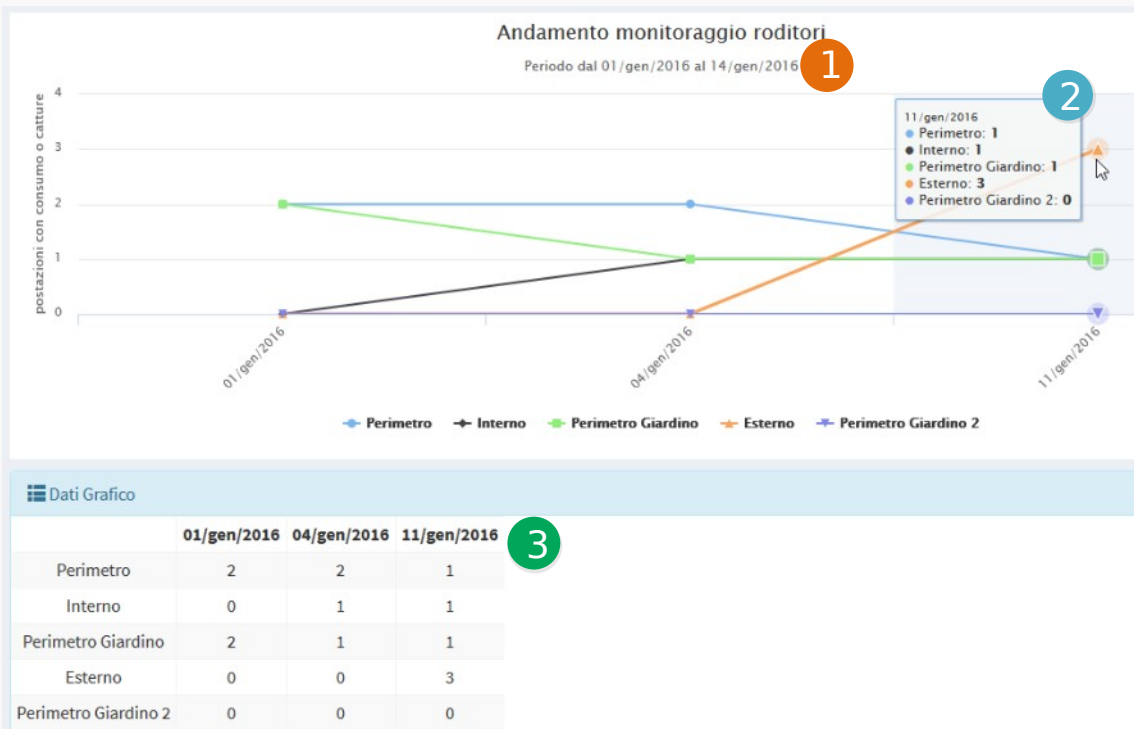 Andamento monitoraggio roditori
Periodo dal 01/gen/2016 al 14/gen/2016
1
2
postazioni con consumo o catture
4
3
2
1
0
11/gen/2016
Perimetro: 1
Interno: 1
Perimetro Giardino: 1
Esterno: 3
Perimetro Giardino 2: 0
01/gen/2016
04/gen/2016
11/gen/2016
Perimetro Interno Perimetro Giardino Esterno Perimetro Giardino 2
Dati Grafico
01/gen/2016 04/gen/2016 11/gen/2016
3
Perimetro 2 2 1
Interno 0 1 1
Perimetro Giardino 2 1 1
Esterno 0 0 3
Perimetro Giardino 2 0 0 0